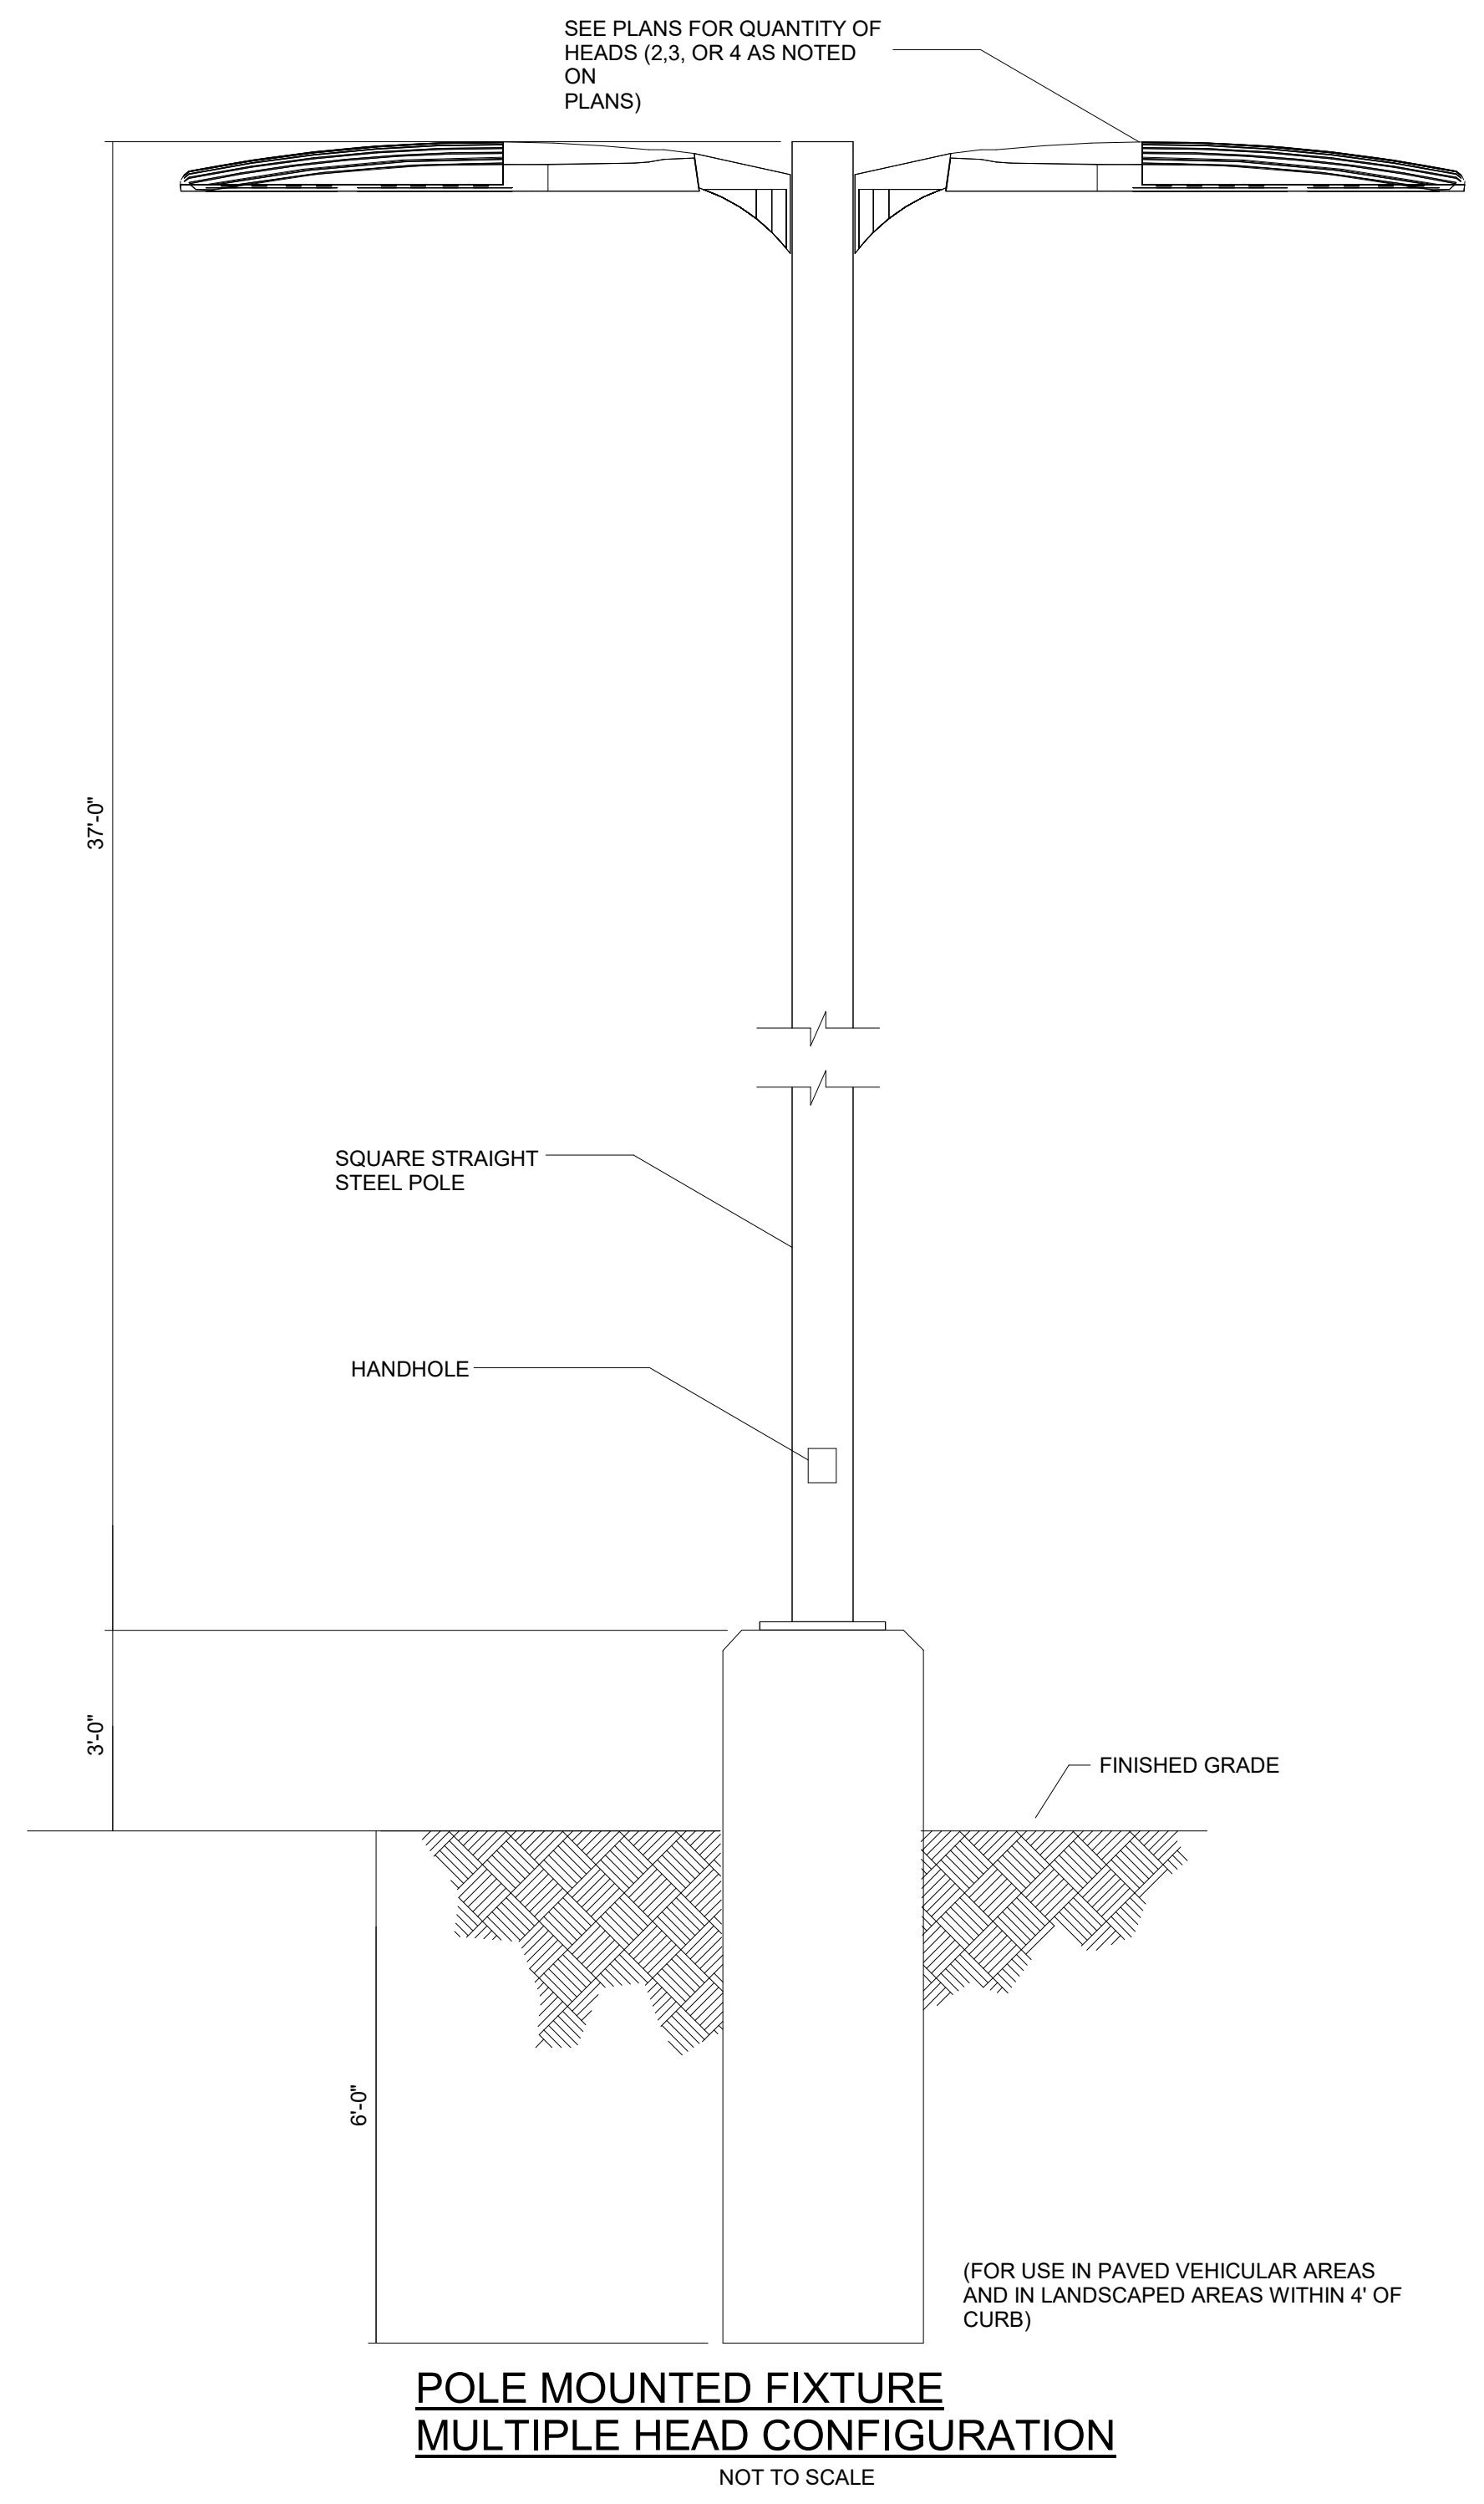 SEE PLANS FOR QUANTITY OF
HEADS (2,3, OR 4 AS NOTED
ON
PLANS)
37'-0"
SQUARE STRAIGHT
STEEL POLE
HANDHOLE
3'-0"
FINISHED GRADE
6'-0"
(FOR USE IN PAVED VEHICULAR AREAS
AND IN LANDSCAPED AREAS WITHIN 4' OF
CURB)
POLE MOUNTED FIXTURE
MULTIPLE HEAD CONFIGURATION
NOT TO SCALE